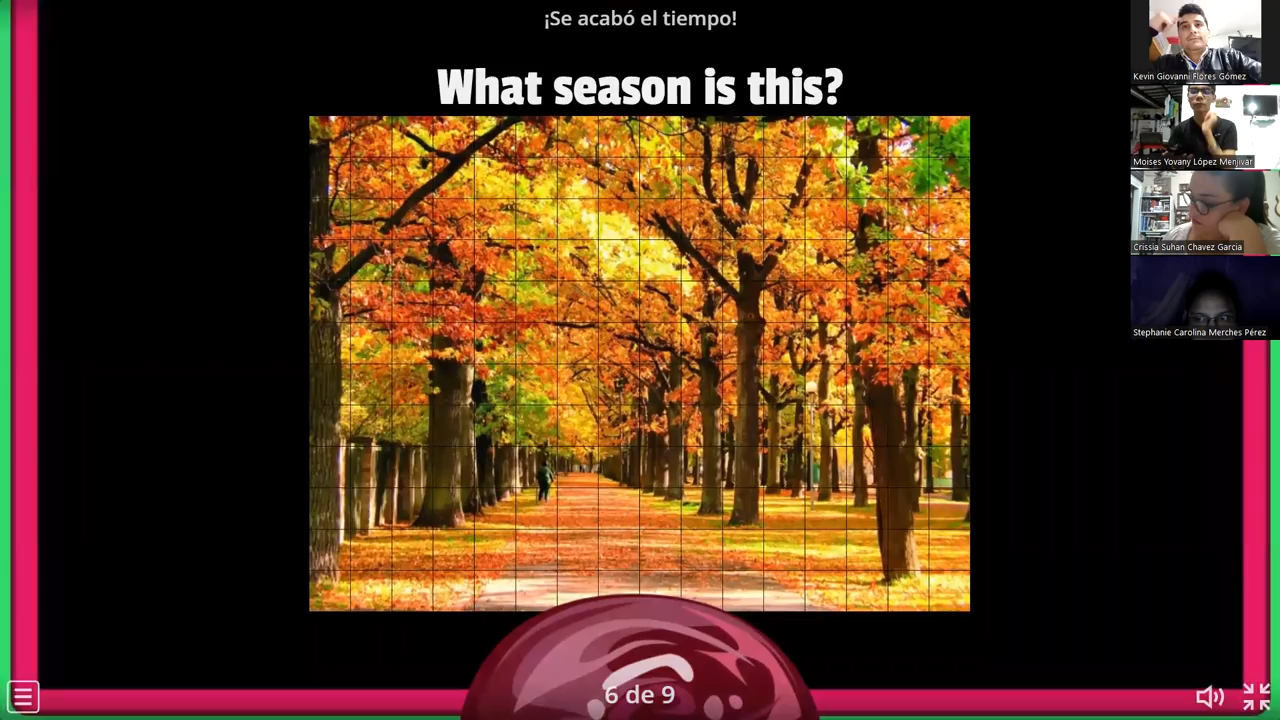 ¡Se acabó el tiempo!
What season is this?
Kevin Giovanni Flores Gómez
Moises Yovany López Menjivar
Crissia Suhan Chavez Garcia
Stephanie Carolina Merches Pérez
6 de 9